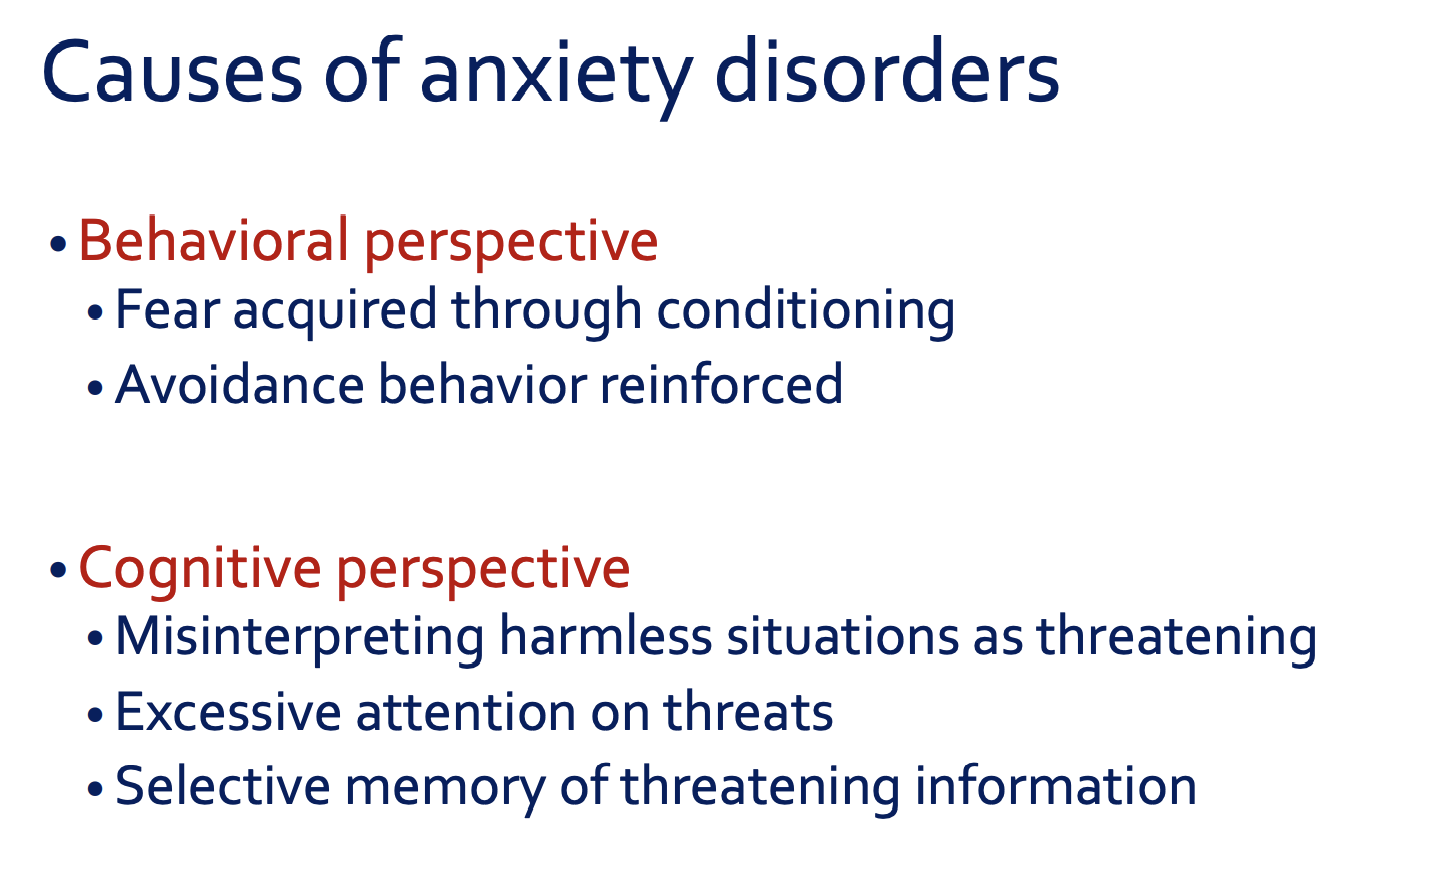 Causes of anxiety disorders
• Behavioral perspective
• Fear acquired through conditioning
• Avoidance behavior reinforced
• Cognitive perspective
• Misinterpreting harmless situations as threatening
• Excessive attention on threats
• Selective memory of threatening information